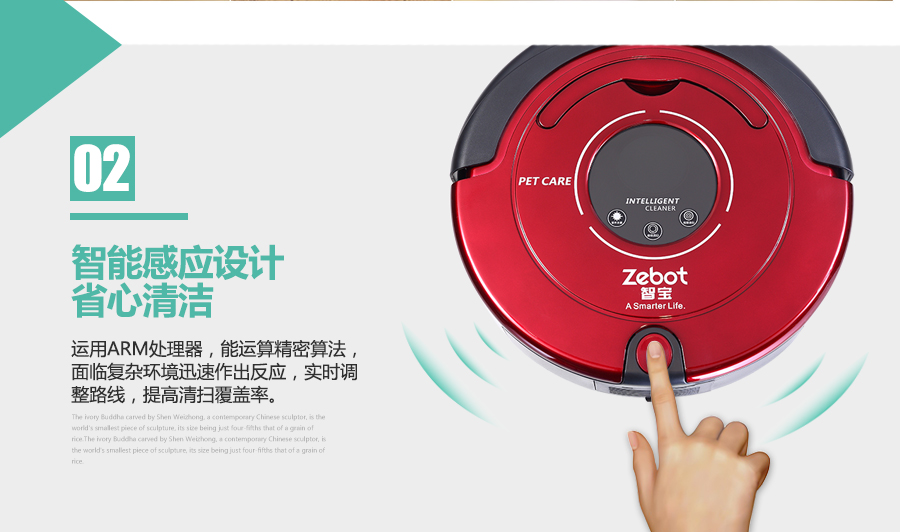 02
智能感应设计
省心清洁
运用ARM处理器，能运算精密算法，
面临复杂环境迅速作出反应，实时调
整路线，提高清扫覆盖率。
The ivory Buddha carved by Shen Weizhong, a contemporary Chinese sculptor, is the
world's smallest piece of sculpture, its size being just four-fifths that of a grain of
rice.The ivory Buddha carved by Shen Weizhong, a contemporary Chinese sculptor, is
the world's smallest piece of sculpture, its size being just four-fifths that of a grain of
rice.
PET CARE
INTELLIGENT
CLEANER
Zebot
智宝
A Smarter Life.